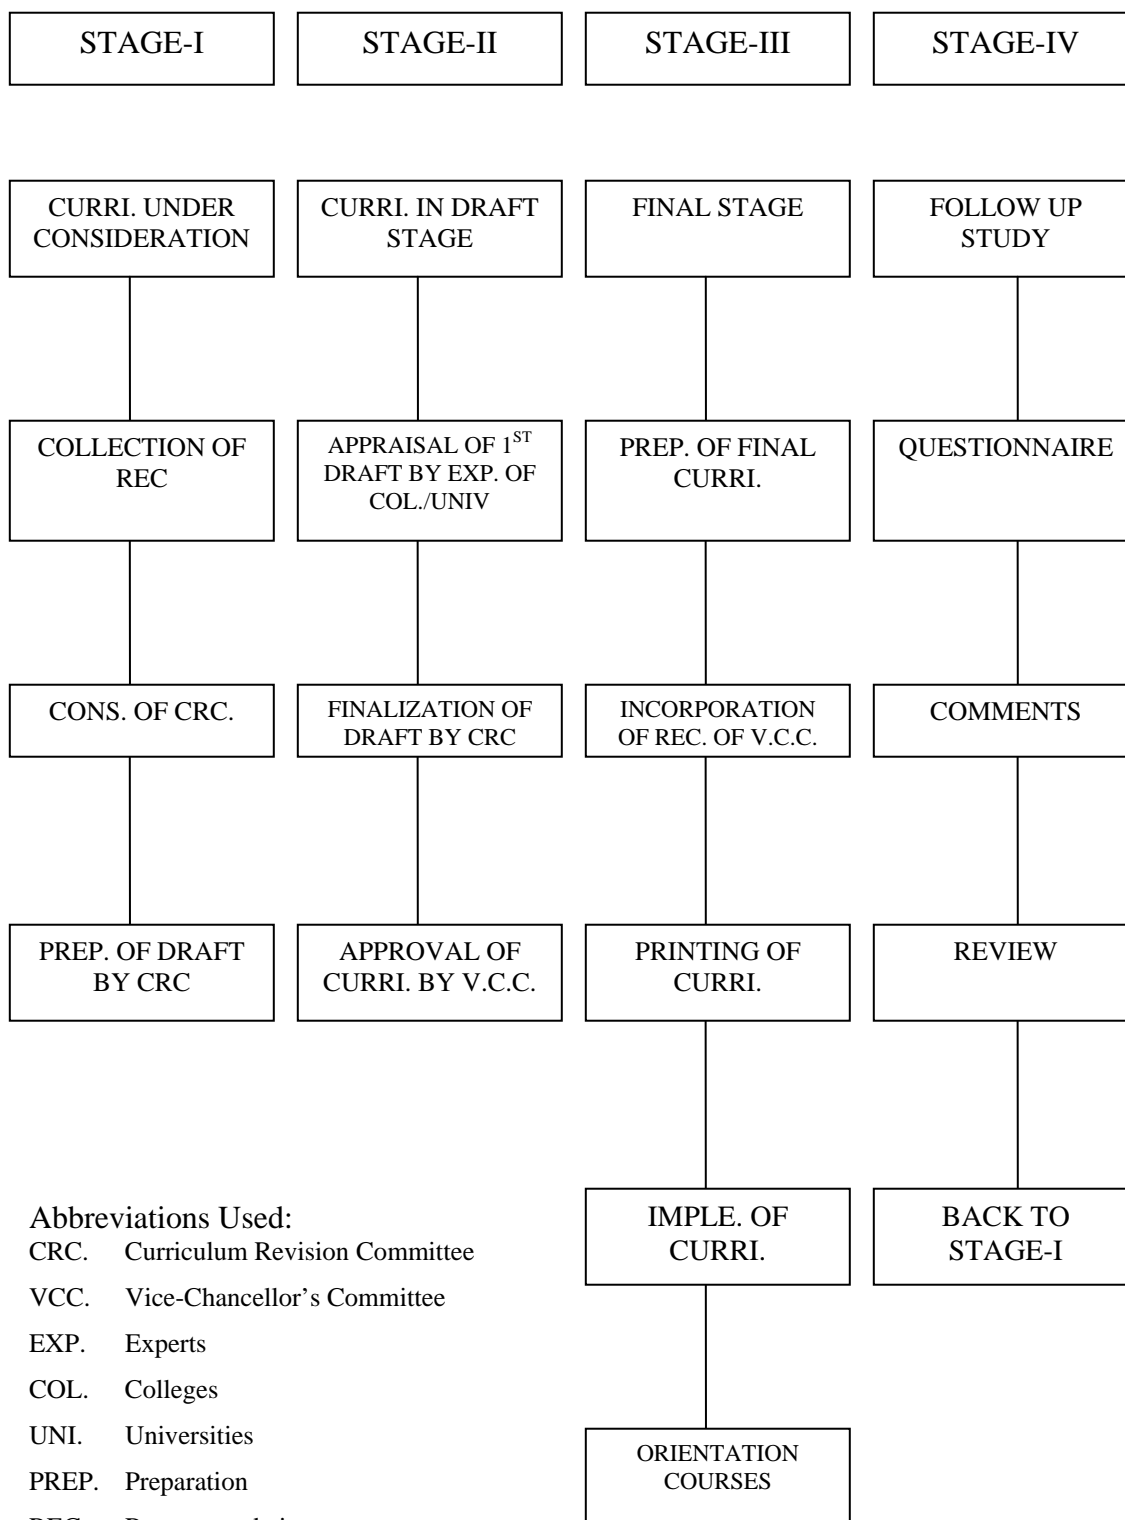 STAGE-I
STAGE-II
STAGE-III
STAGE-IV
CURRI. UNDER
CONSIDERATION
CURRI. IN DRAFT
STAGE
FINAL STAGE
FOLLOW UP
STUDY
COLLECTION OF
REC
APPRAISAL OF 1ST
DRAFT BY EXP. OF
COL./UNIV
PREP. OF FINAL
CURRI.
QUESTIONNAIRE
CONS. OF CRC.
FINALIZATION OF
DRAFT BY CRC
INCORPORATION
OF REC. OF V.C.C.
COMMENTS
PREP. OF DRAFT
BY CRC
APPROVAL OF
CURRI. BY V.C.C.
PRINTING OF
CURRI.
REVIEW
IMPLE. OF
CURRI.
BACK TO
STAGE-I
Abbreviations Used:
CRC. Curriculum Revision Committee
VCC. Vice-Chancellor’s Committee
EXP. Experts
COL. Colleges
UNI. Universities
PREP. Preparation
ORIENTATION
COURSES